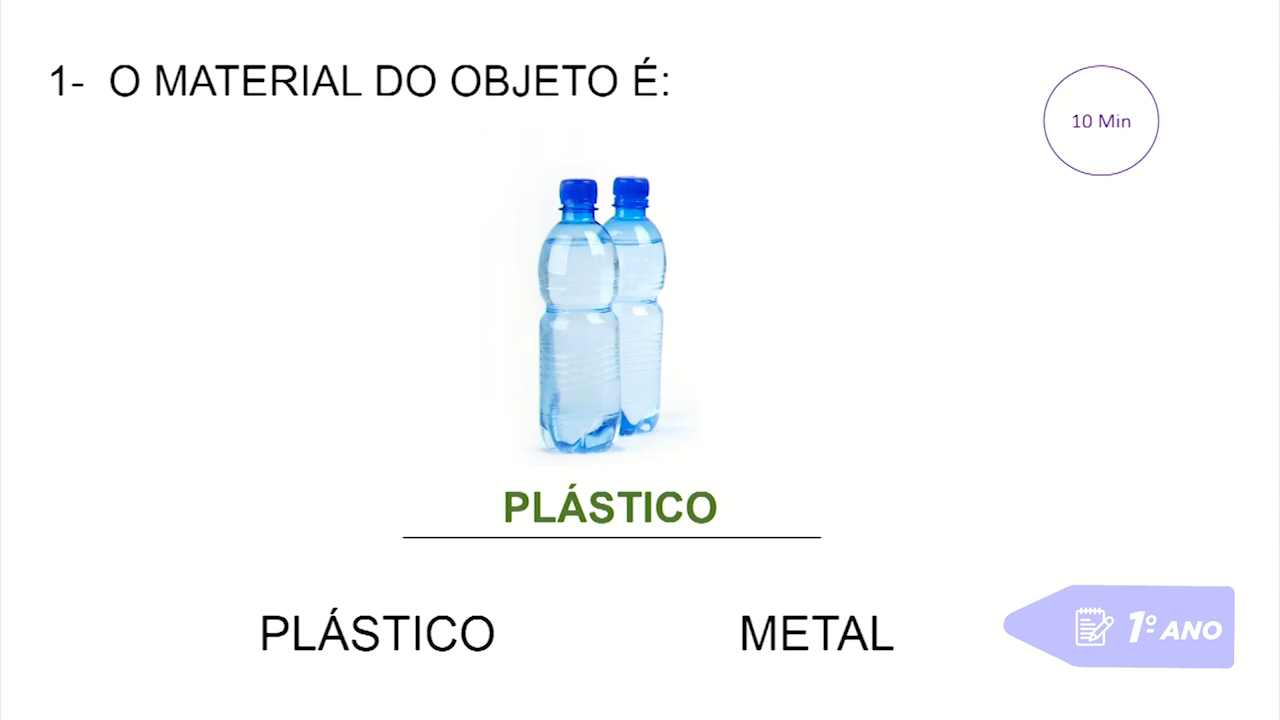 1- O MATERIAL DO OBJETO É:
10 Min
PLÁSTICO
PLÁSTICO METAL
1º ANO